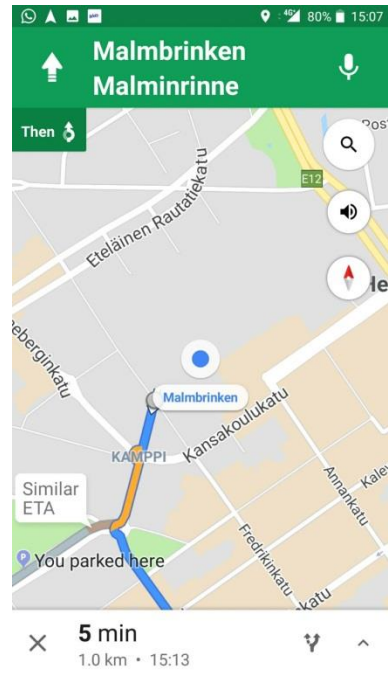 80% 15:07
Malmbrinken
Malminrinne
Then
Eteläinen Rautatiekatu
E12
Malmbrinken
KAMPPI
Kansakoulukatu
Similar
ETA
Annankatu
Fredrikinkatu
You parked here
5 min
1.0 km • 15:13